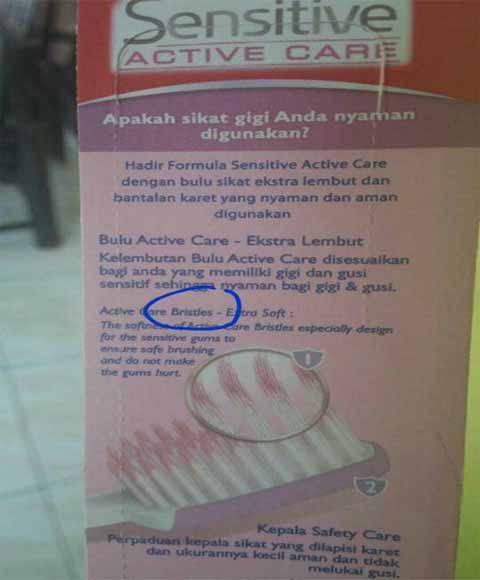 Sensitive
ACTIVE CARE
Apakah sikat gigi Anda nyaman
digunakan?
Hadir Formula Sensitive Active Care
dengan bulu sikat ekstra lembut dan
bantalan karet yang nyaman dan aman
digunakan
Bulu Active Care - Ekstra Lembut
Kelembutan Bulu Active Care disesuaikan
bagi anda yang memiliki gigi dan gusi
sensitif sehingga nyaman bagi gigi & gusi.
Active Care Bristles - Extra Soft :
The softness of Active Care Bristles especially design
for the sensitive gums to
ensure safe brushing
and do not make
the gums hurt.
1
2
Kepala Safety Care
Perpaduan kepala sikat yang dilapisi karet
dan ukurannya kecil aman dan tidak
melukai gusi.